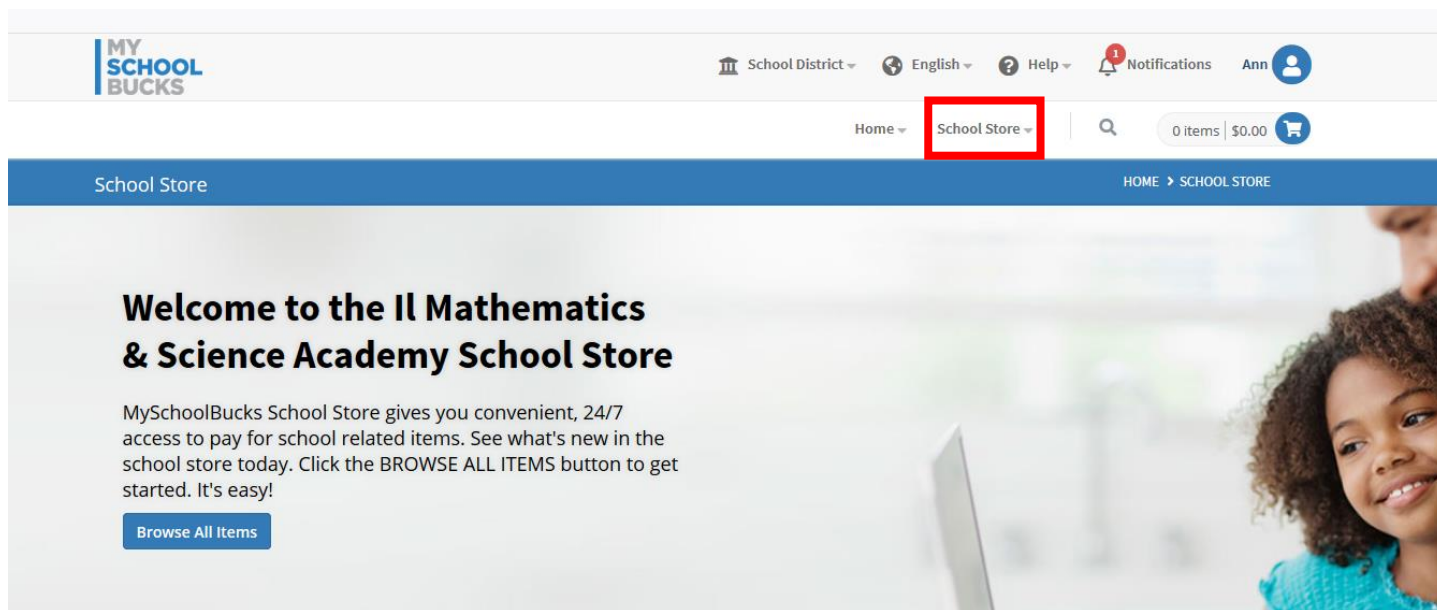 MY
SCHOOL
BUCKS
School District
English
Help
1
Notifications
Ann
Home
School Store
0 items | $0.00
School Store
HOME > SCHOOL STORE
Welcome to the Il Mathematics
& Science Academy School Store
MySchoolBucks School Store gives you convenient, 24/7
access to pay for school related items. See what's new in the
school store today. Click the BROWSE ALL ITEMS button to get
started. It's easy!
Browse All Items